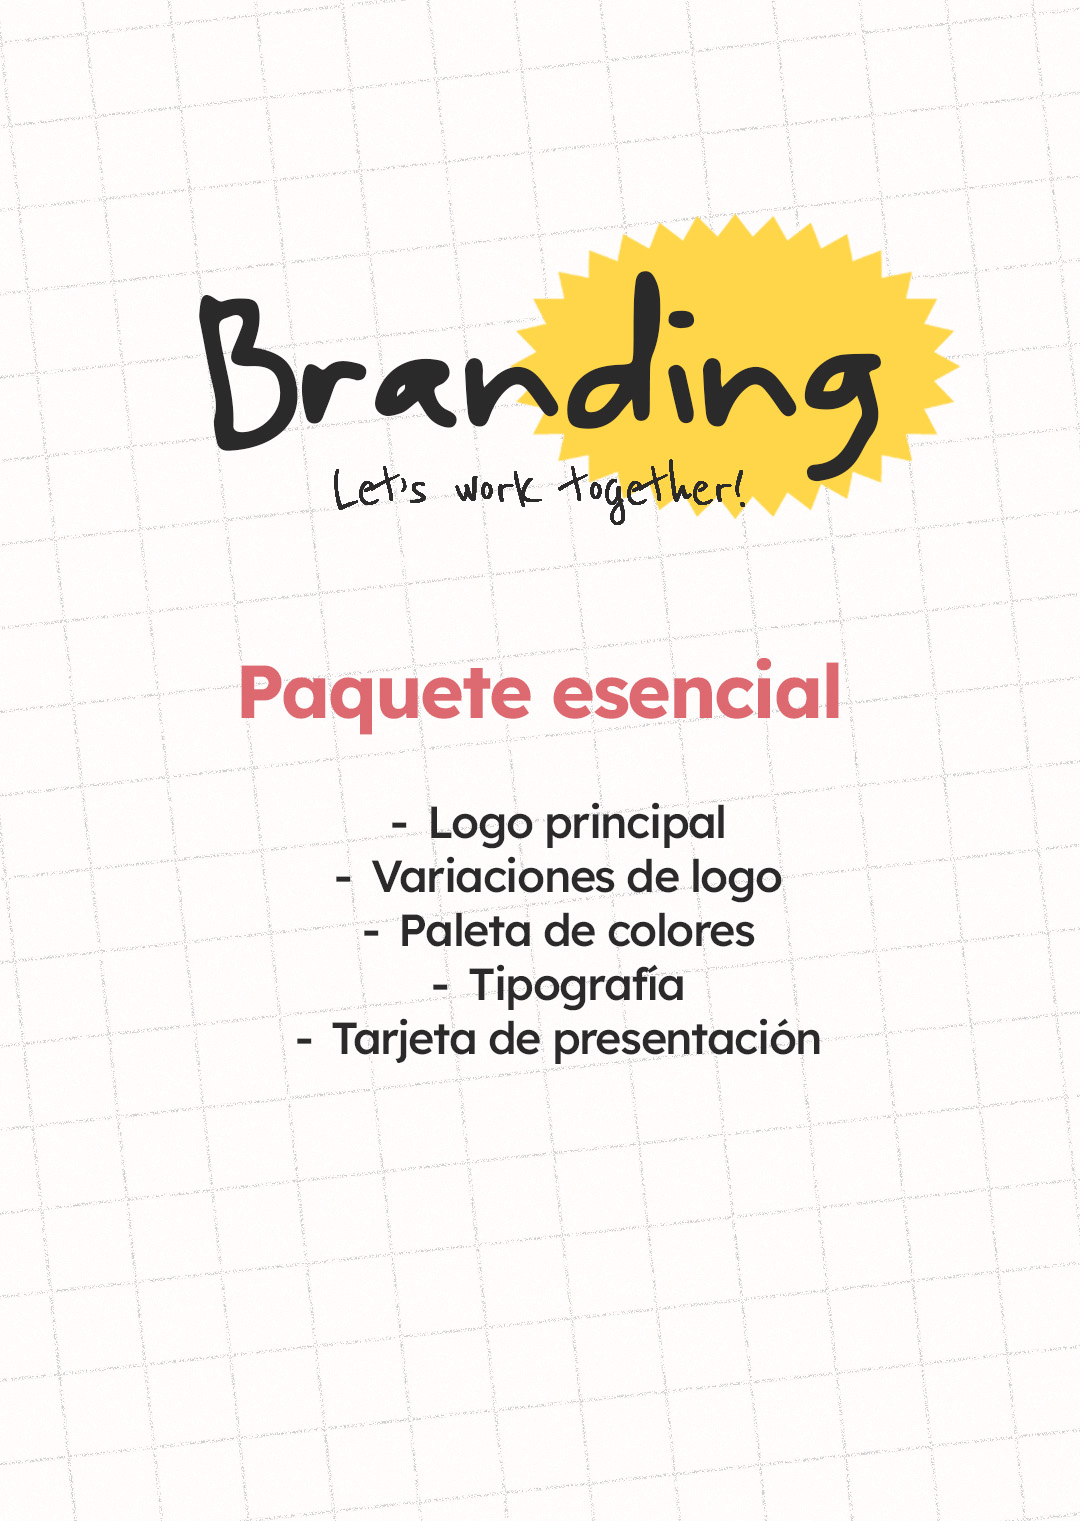 Branding
Let's work together!
Paquete esencial
- Logo principal
- Variaciones de logo
- Paleta de colores
- Tipografía
- Tarjeta de presentación